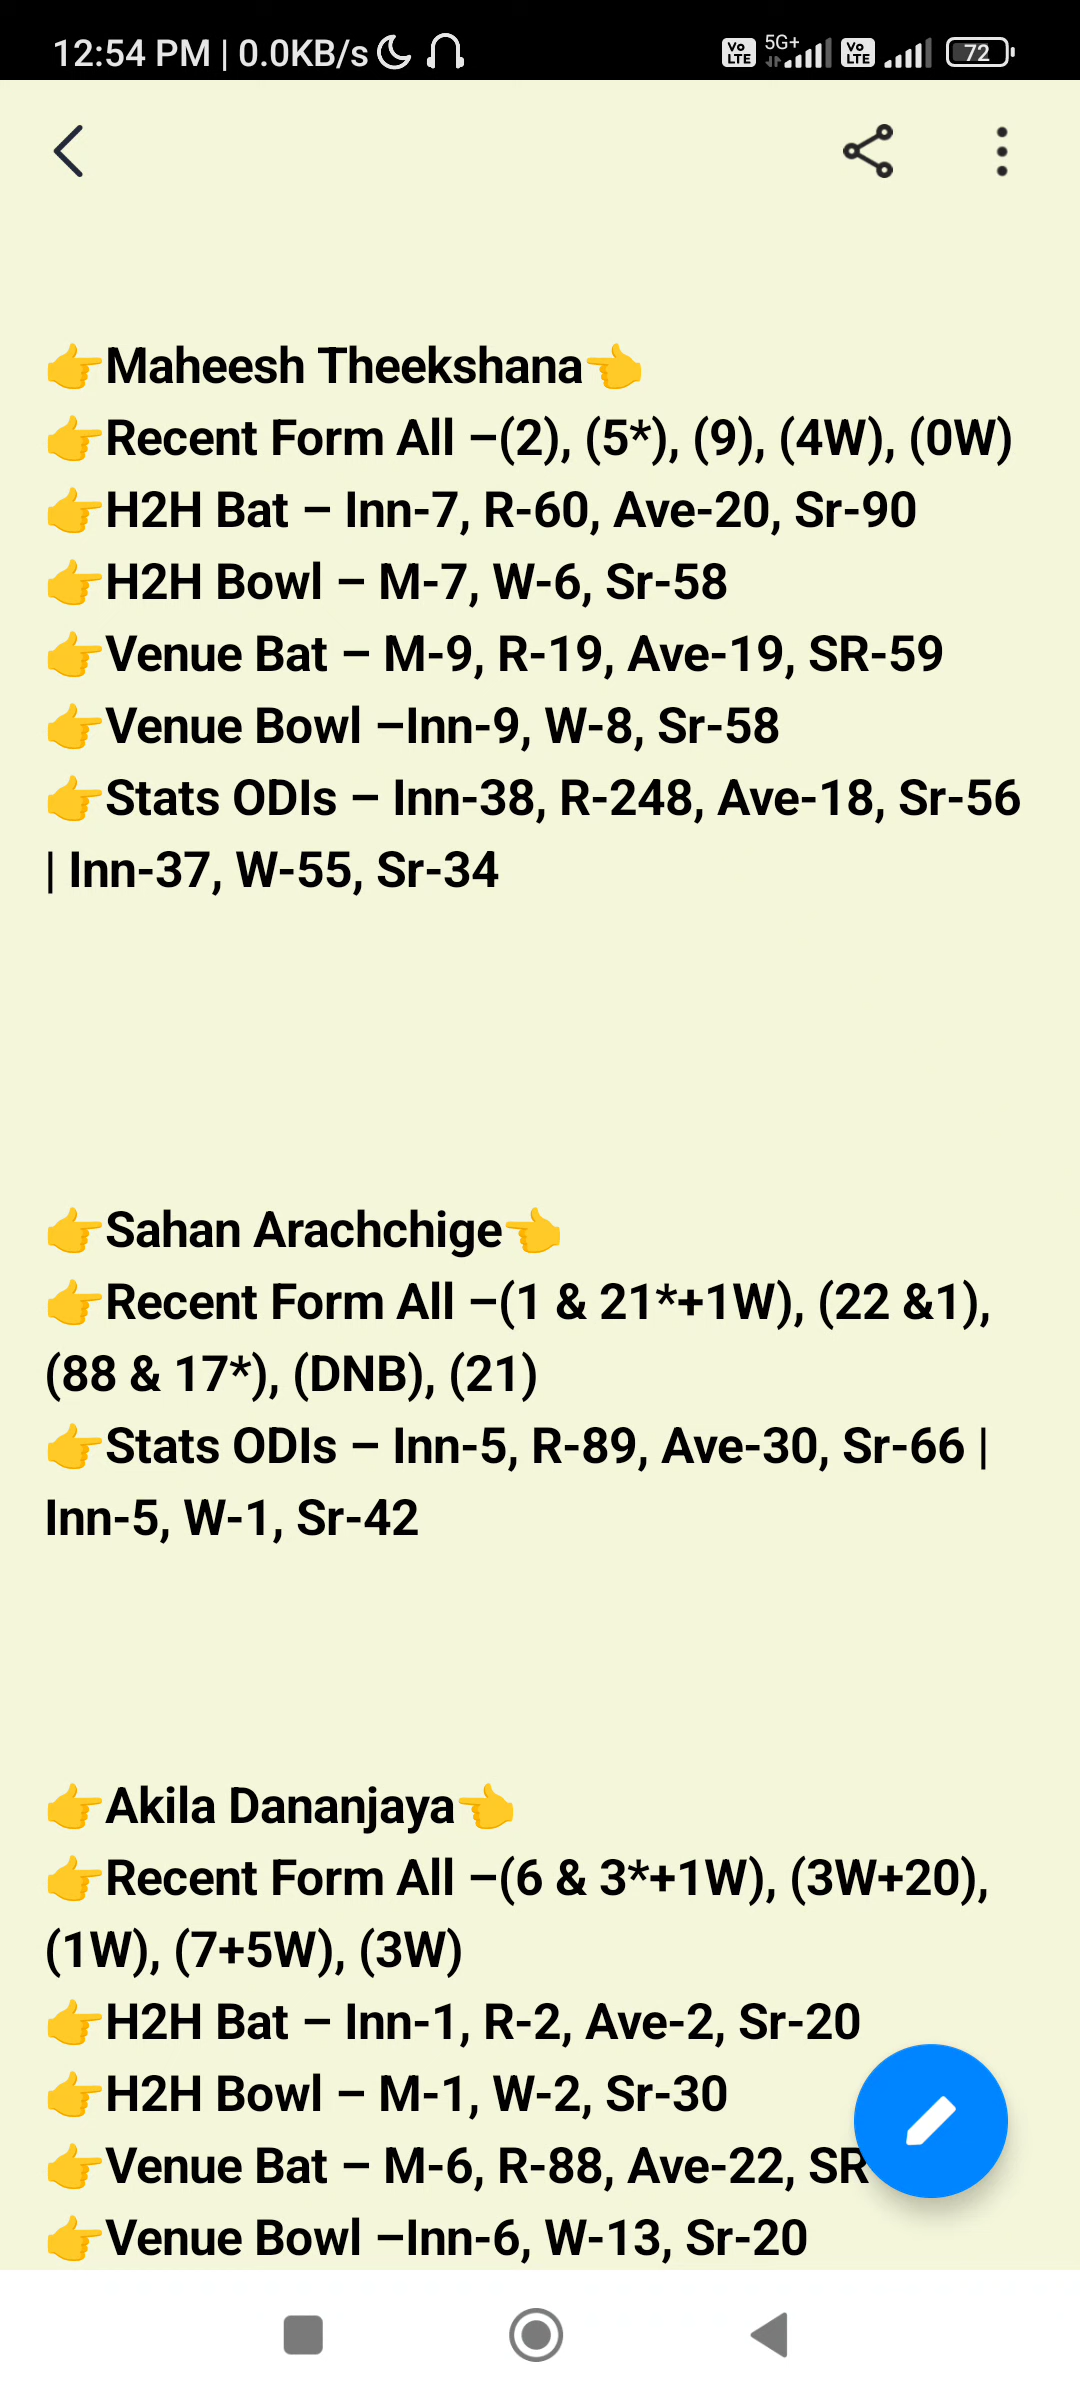 12:54 PM | 0.0KB/s
Vo LTE 5G+ Vo LTE 72
👉Maheesh Theekshana👈
👉Recent Form All –(2), (5*), (9), (4W), (0W)
👉H2H Bat – Inn-7, R-60, Ave-20, Sr-90
👉H2H Bowl – M-7, W-6, Sr-58
👉Venue Bat – M-9, R-19, Ave-19, SR-59
👉Venue Bowl –Inn-9, W-8, Sr-58
👉Stats ODIs – Inn-38, R-248, Ave-18, Sr-56
| Inn-37, W-55, Sr-34
👉Sahan Arachchige👈
👉Recent Form All –(1 & 21*+1W), (22 &1),
(88 & 17*), (DNB), (21)
👉Stats ODIs – Inn-5, R-89, Ave-30, Sr-66 |
Inn-5, W-1, Sr-42
👉Akila Dananjaya👈
👉Recent Form All –(6 & 3*+1W), (3W+20),
(1W), (7+5W), (3W)
👉H2H Bat – Inn-1, R-2, Ave-2, Sr-20
👉H2H Bowl – M-1, W-2, Sr-30
👉Venue Bat – M-6, R-88, Ave-22, SR
👉Venue Bowl –Inn-6, W-13, Sr-20